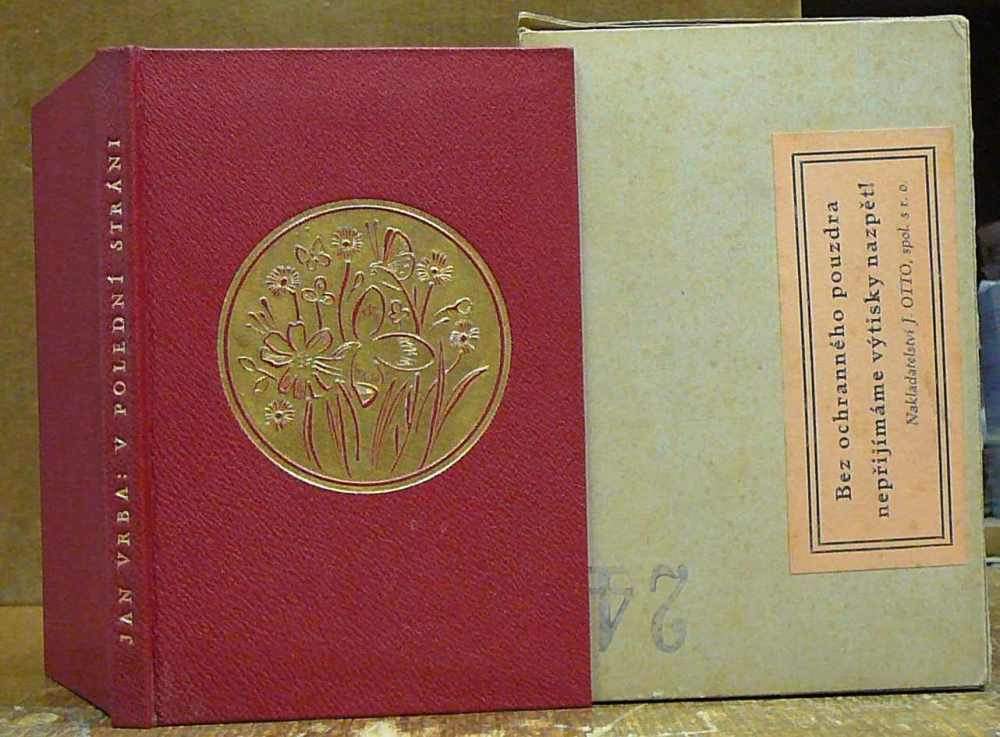 JAN VRBA: V POLEDNÍ STRÁNI
Bez ochranného pouzdra
nepřijímáme výtisky nazpět!
Nakladatelství J. OTTO, spol. s r. o.
24